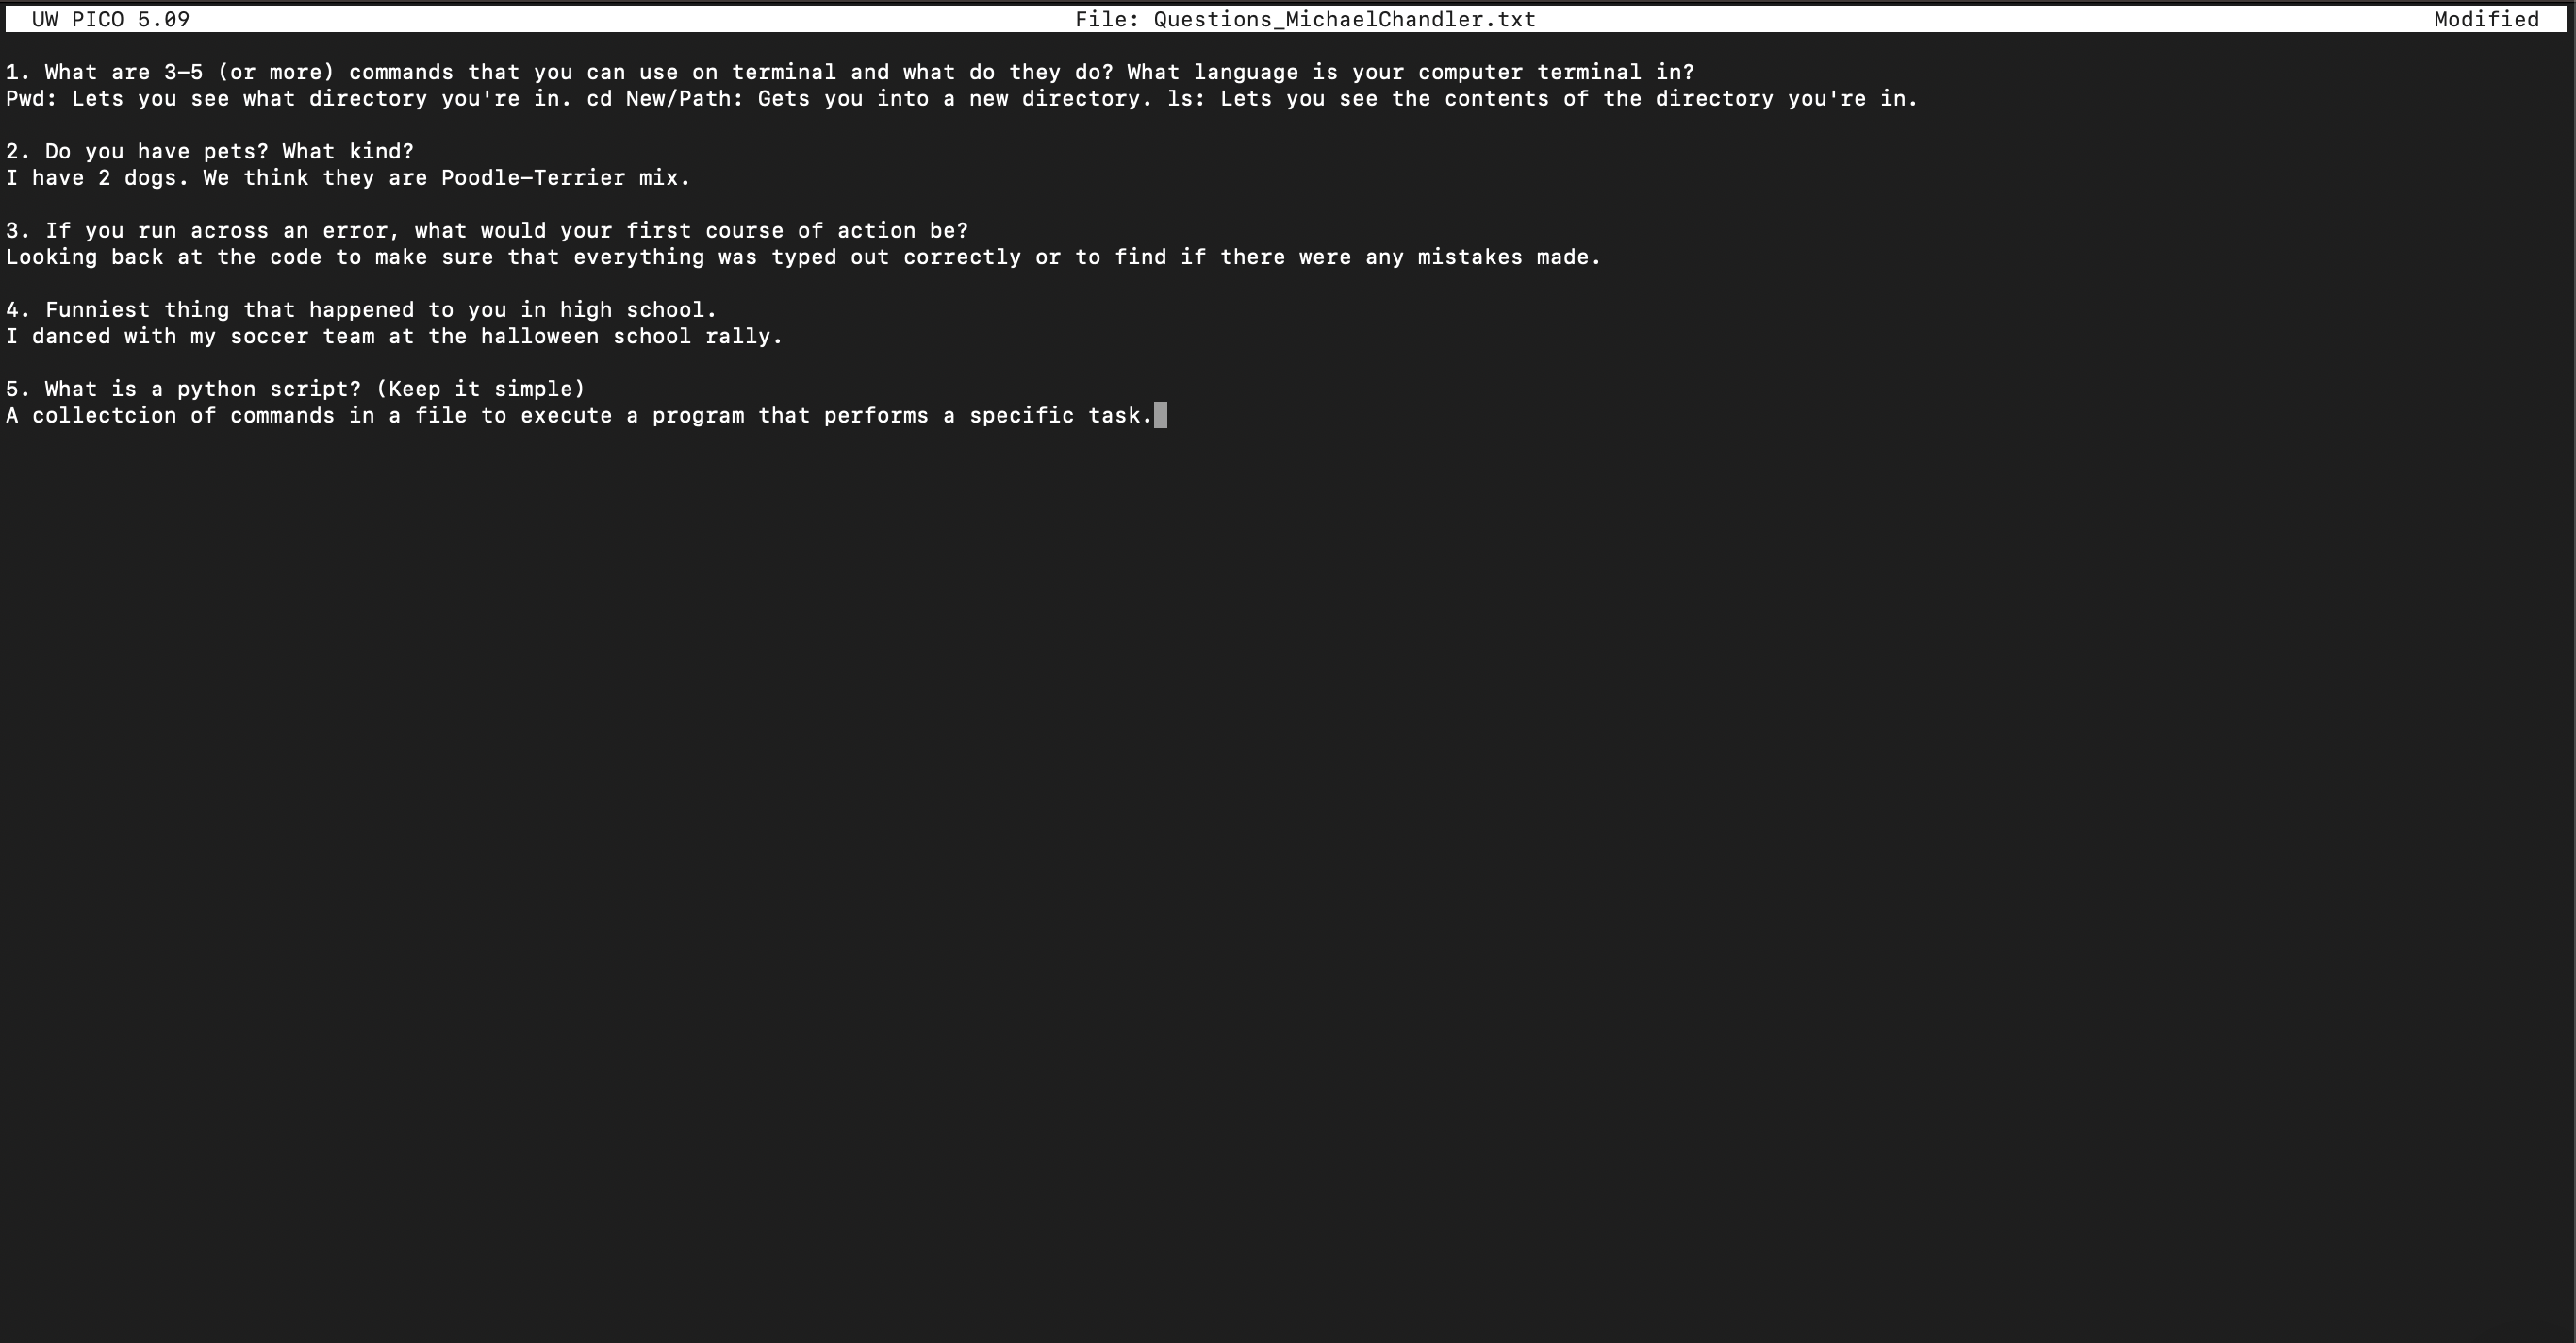 UW PICO 5.09 File: Questions_MichaelChandler.txt Modified
1. What are 3-5 (or more) commands that you can use on terminal and what do they do? What language is your computer terminal in?
Pwd: Lets you see what directory you're in. cd New/Path: Gets you into a new directory. ls: Lets you see the contents of the directory you're in.
2. Do you have pets? What kind?
I have 2 dogs. We think they are Poodle-Terrier mix.
3. If you run across an error, what would your first course of action be?
Looking back at the code to make sure that everything was typed out correctly or to find if there were any mistakes made.
4. Funniest thing that happened to you in high school.
I danced with my soccer team at the halloween school rally.
5. What is a python script? (Keep it simple)
A collectcion of commands in a file to execute a program that performs a specific task.